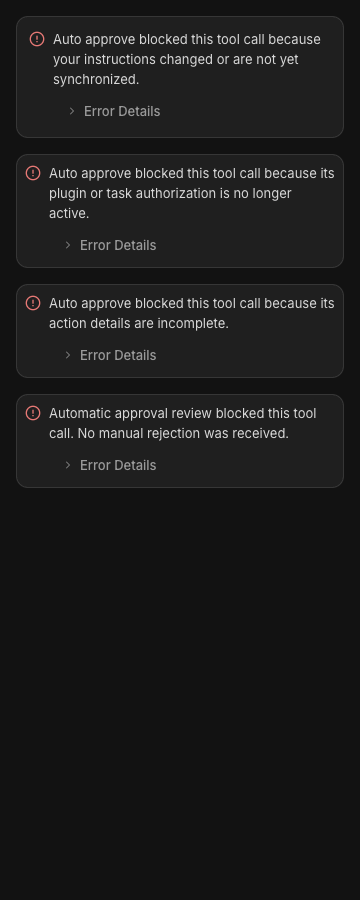 Auto approve blocked this tool call because
your instructions changed or are not yet
synchronized.
Error Details
Auto approve blocked this tool call because its
plugin or task authorization is no longer
active.
Error Details
Auto approve blocked this tool call because its
action details are incomplete.
Error Details
Automatic approval review blocked this tool
call. No manual rejection was received.
Error Details